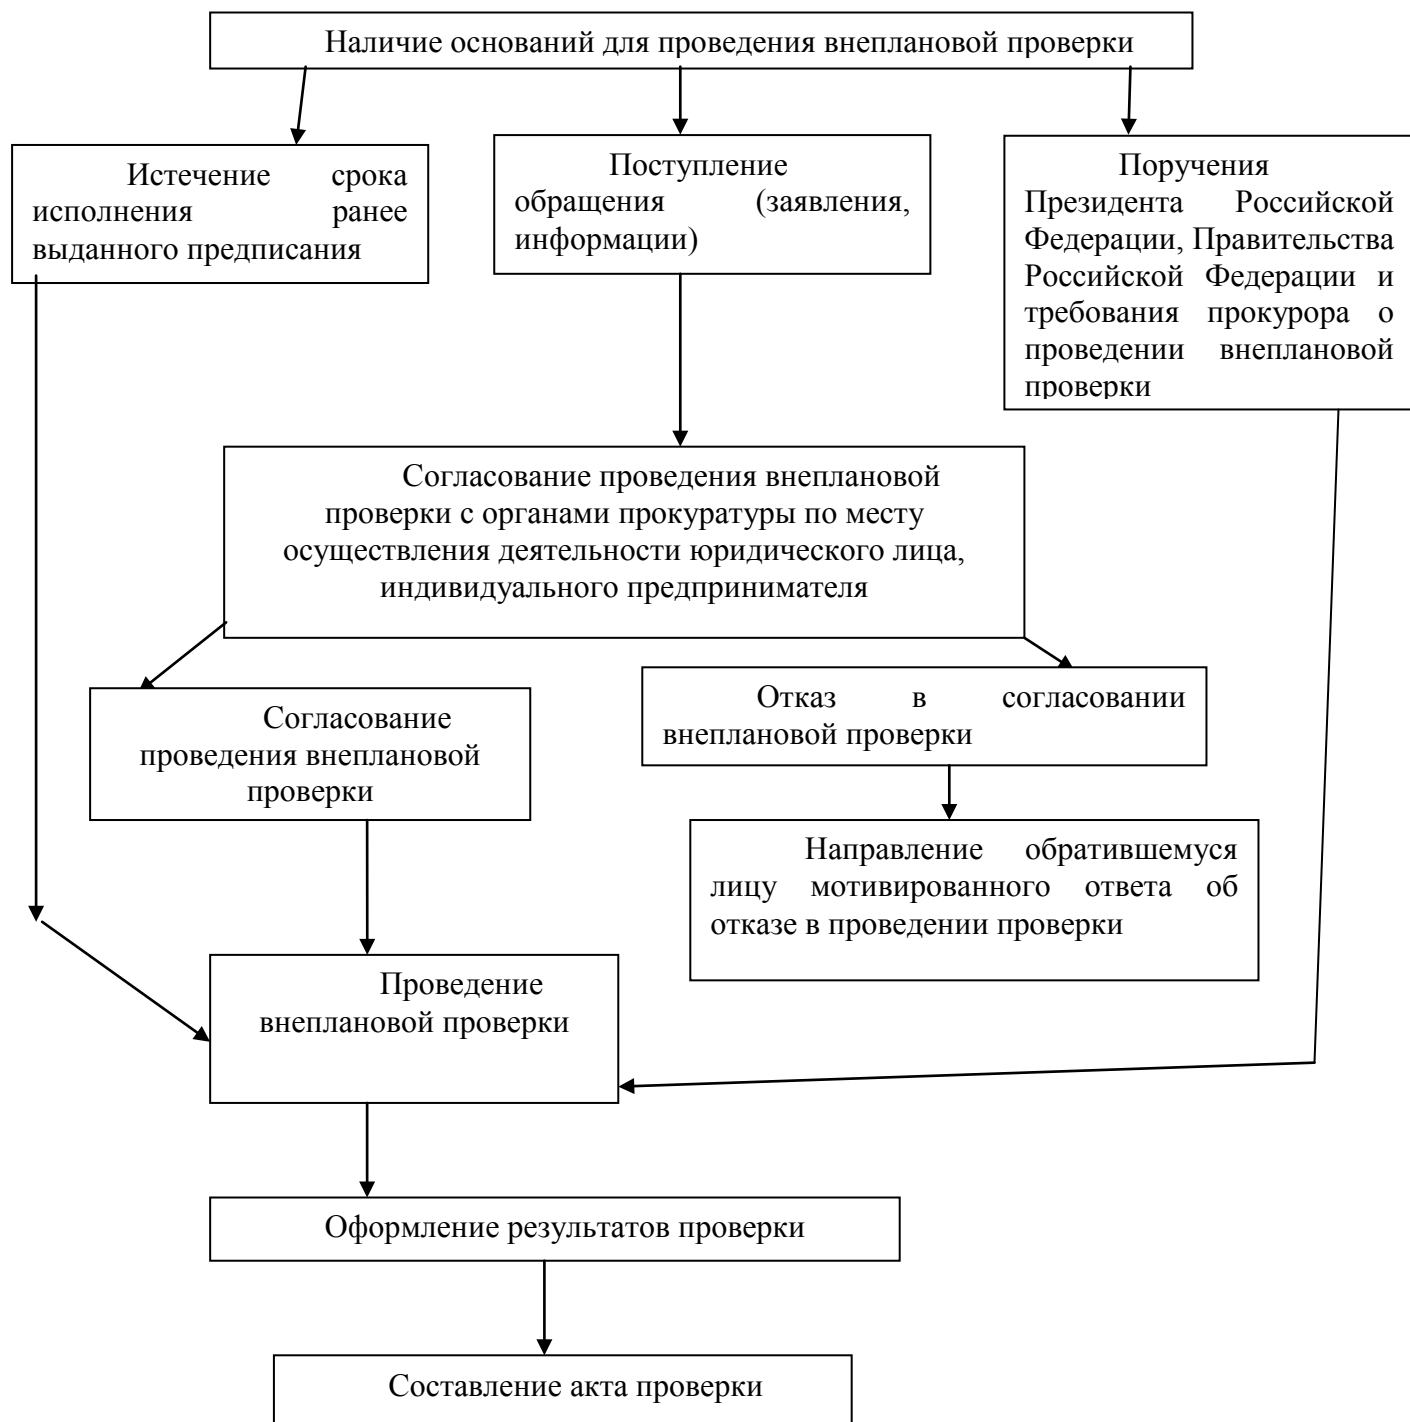 Наличие оснований для проведения внеплановой проверки
Истечение срока
исполнения ранее
выданного предписания
Поступление
обращения (заявления,
информации)
Поручения
Президента Российской
Федерации, Правительства
Российской Федерации и
требования прокурора о
проведении внеплановой
проверки
Согласование проведения внеплановой
проверки с органами прокуратуры по месту
осуществления деятельности юридического лица,
индивидуального предпринимателя
Согласование
проведения внеплановой
проверки
Отказ в согласовании
внеплановой проверки
Направление обратившемуся
лицу мотивированного ответа об
отказе в проведении проверки
Проведение
внеплановой проверки
Оформление результатов проверки
Составление акта проверки